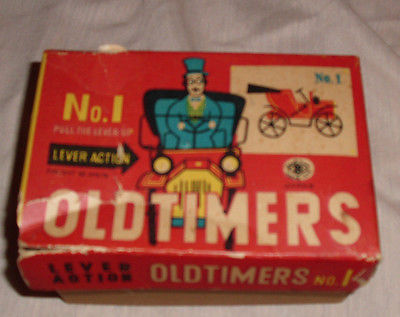 No.1
PULL THE LEVER UP
LEVER ACTION
No.1
OLDTIMERS
LEVER ACTION
OLDTIMERS NO.1